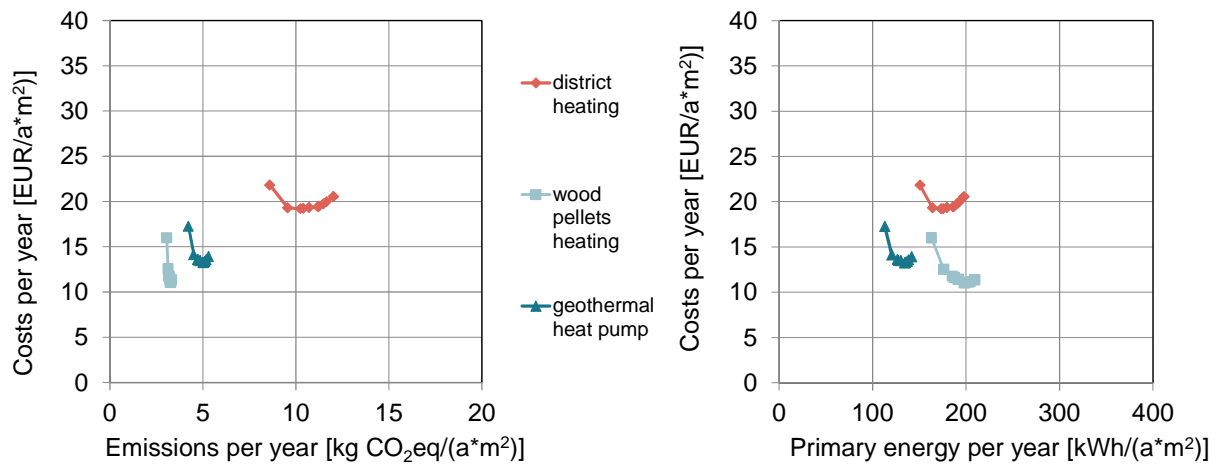 Costs per year [EUR/a*m²)]
40
35
30
25
20
15
10
5
0
0 5 10 15 20
Emissions per year [kg CO₂eq/(a*m²)]
district
heating
wood
pellets
heating
geothermal
heat pump
Costs per year [EUR/a*m²)]
40
35
30
25
20
15
10
5
0
0 100 200 300 400
Primary energy per year [kWh/(a*m²)]